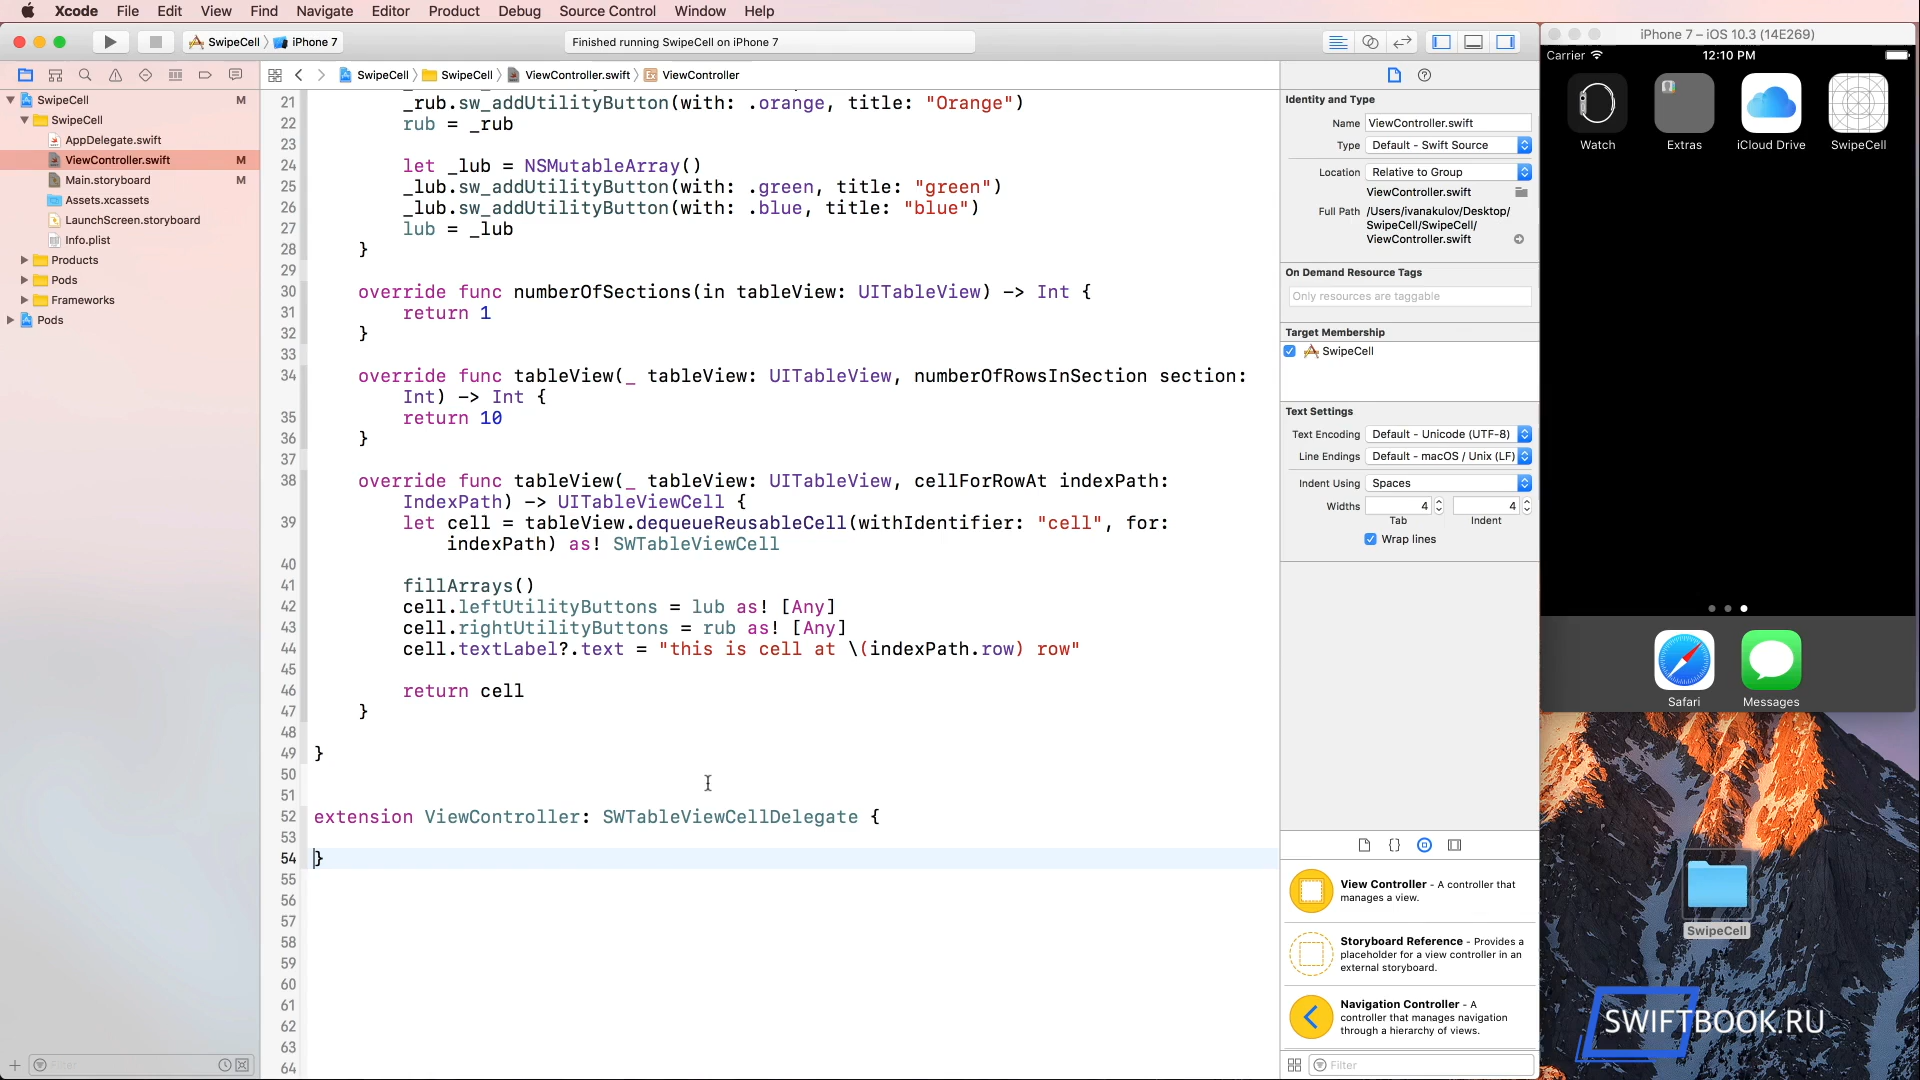 Xcode File Edit View Find Navigate Editor Product Debug Source Control Window Help
SwipeCell iPhone 7
Finished running SwipeCell on iPhone 7
SwipeCell SwipeCell ViewController.swift ViewController
SwipeCell M
SwipeCell
AppDelegate.swift
ViewController.swift M
Main.storyboard M
Assets.xcassets
LaunchScreen.storyboard
Info.plist
Products
Pods
Frameworks
Pods
Filter
21 _rub.sw_addUtilityButton(with: .orange, title: "Orange")
22 rub = _rub
23
24 let _lub = NSMutableArray()
25 _lub.sw_addUtilityButton(with: .green, title: "green")
26 _lub.sw_addUtilityButton(with: .blue, title: "blue")
27 lub = _lub
28 }
29
30 override func numberOfSections(in tableView: UITableView) -> Int {
31 return 1
32 }
33
34 override func tableView(_ tableView: UITableView, numberOfRowsInSection section:
Int) -> Int {
35 return 10
36 }
37
38 override func tableView(_ tableView: UITableView, cellForRowAt indexPath:
IndexPath) -> UITableViewCell {
39 let cell = tableView.dequeueReusableCell(withIdentifier: "cell", for:
indexPath) as! SWTableViewCell
40
41 fillArrays()
42 cell.leftUtilityButtons = lub as! [Any]
43 cell.rightUtilityButtons = rub as! [Any]
44 cell.textLabel?.text = "this is cell at \(indexPath.row) row"
45
46 return cell
47 }
48
49 }
50
51
52 extension ViewController: SWTableViewCellDelegate {
53
54 }
55
56
57
58
59
60
61
62
63
64
Identity and Type
Name ViewController.swift
Type Default - Swift Source
Location Relative to Group
ViewController.swift
Full Path /Users/ivanakulov/Desktop/
SwipeCell/SwipeCell/
ViewController.swift
On Demand Resource Tags
Only resources are taggable
Target Membership
SwipeCell
Text Settings
Text Encoding Default - Unicode (UTF-8)
Line Endings Default - macOS / Unix (LF)
Indent Using Spaces
Widths 4 4
Tab Indent
Wrap lines
{}
View Controller - A controller that
manages a view.
Storyboard Reference - Provides a
placeholder for a view controller in an
external storyboard.
Navigation Controller - A
controller that manages navigation
through a hierarchy of views.
Filter
iPhone 7 – iOS 10.3 (14E269)
Carrier 12:10 PM
Watch Extras iCloud Drive SwipeCell
Safari Messages
SwipeCell
SWIFTBOOK.RU